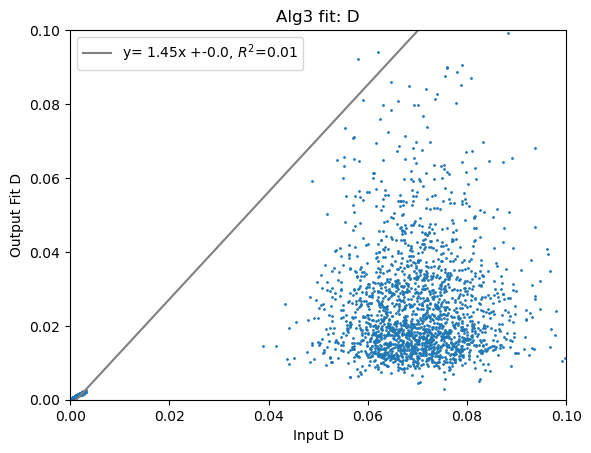 Alg3 fit: D
y= 1.45x +-0.0, R²=0.01
0.10
0.08
0.06
0.04
0.02
0.00
Output Fit D
0.00 0.02 0.04 0.06 0.08 0.10
Input D